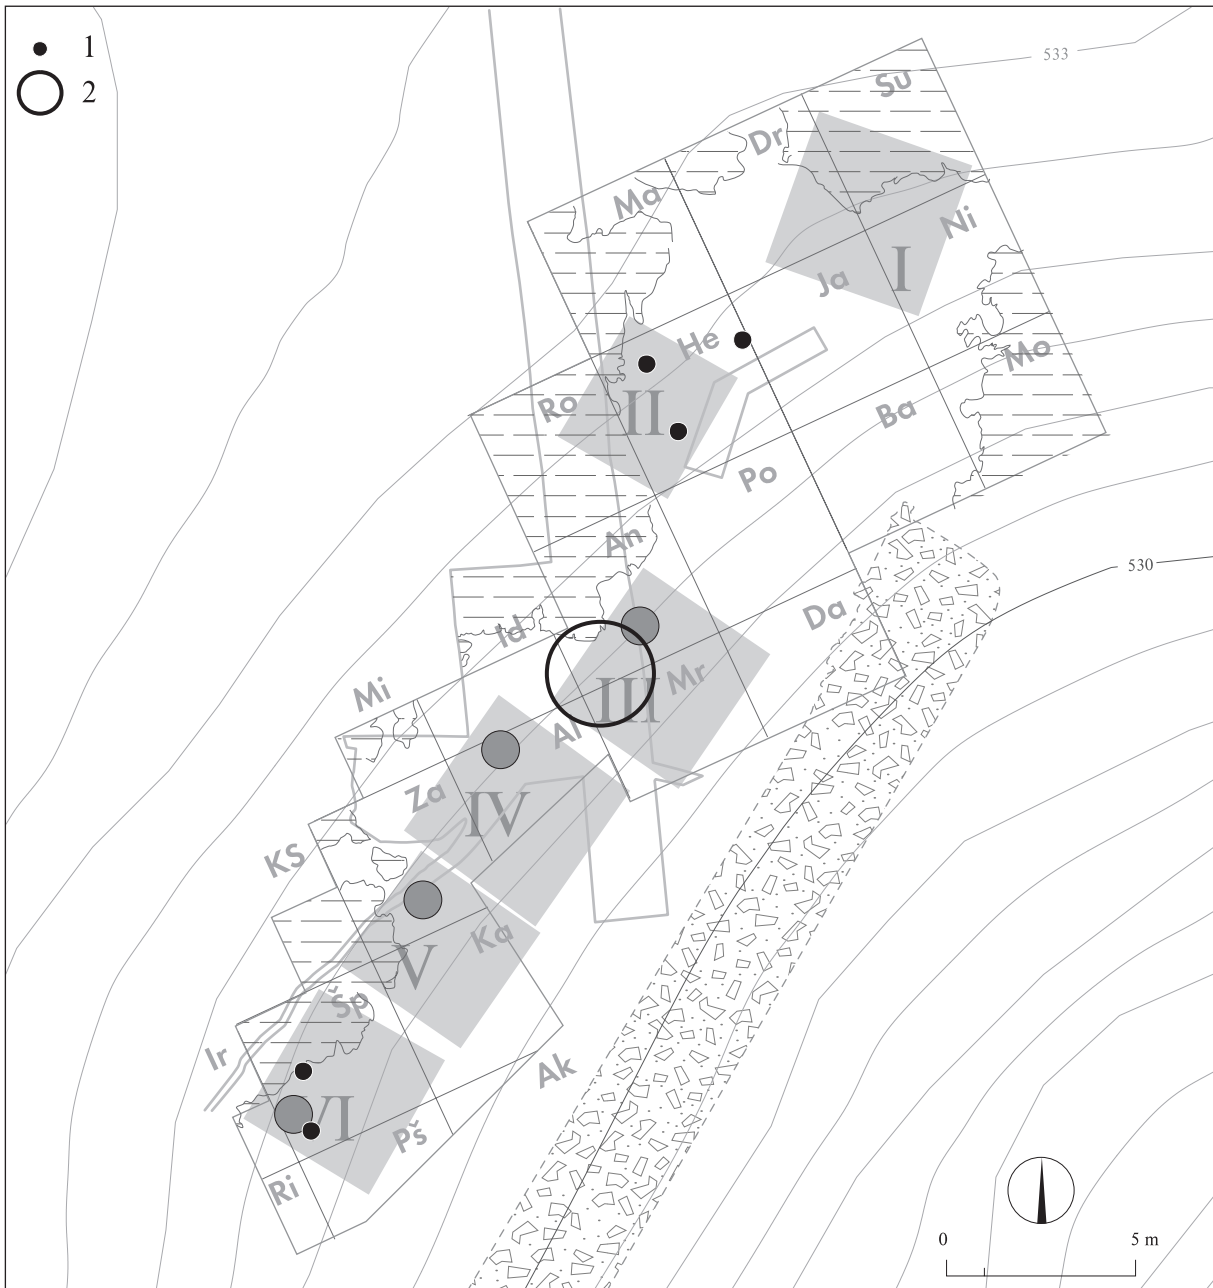 1
2
533
Su
Dr
Ma
Ni
I
Ja
He
Mo
Ro
II
Ba
Po
An
530
Da
Id
Mr
III
Mi
Al
Za
IV
KS
Ka
V
Šp
Ir
Ak
VI
Pš
Ri
0 5 m